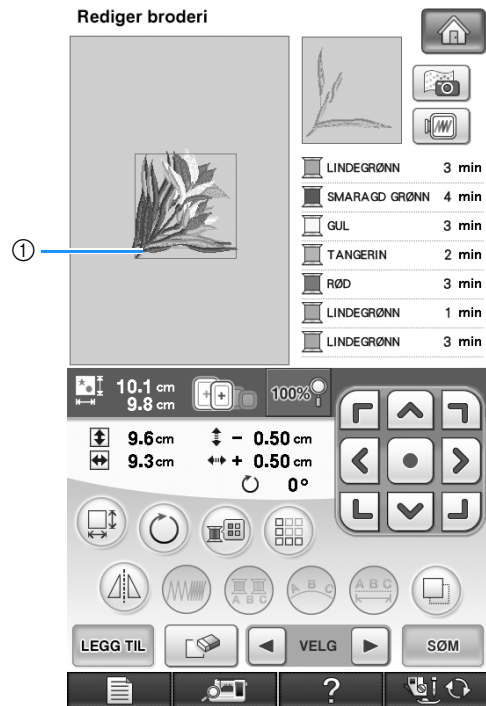 Rediger broderi
LINDEGRØNN 3 min
SMARAGD GRØNN 4 min
GUL 3 min
TANGERIN 2 min
RØD 3 min
LINDEGRØNN 1 min
LINDEGRØNN 3 min
①
10.1 cm
9.8 cm
100%
9.6 cm - 0.50 cm
9.3 cm + 0.50 cm
0°
A B C
A B C
A B C
LEGG TIL VELG SØM
?